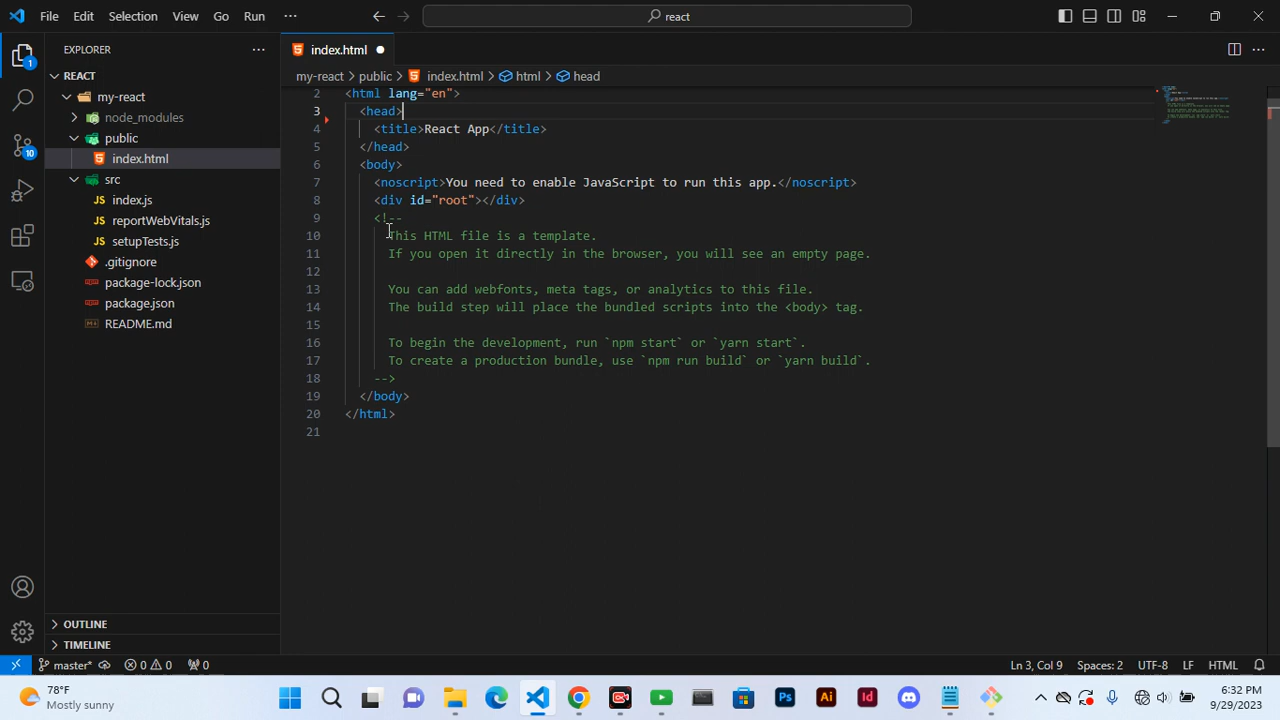 File Edit Selection View Go Run ··· react
EXPLORER ···
index.html
my-react > public > index.html > html > head
REACT
my-react
node_modules
public
index.html
src
index.js
reportWebVitals.js
setupTests.js
.gitignore
package-lock.json
package.json
README.md
OUTLINE
TIMELINE
1
10
2 <html lang="en">
3 <head>
4 <title>React App</title>
5 </head>
6 <body>
7 <noscript>You need to enable JavaScript to run this app.</noscript>
8 <div id="root"></div>
9 <!--
10 This HTML file is a template.
11 If you open it directly in the browser, you will see an empty page.
12
13 You can add webfonts, meta tags, or analytics to this file.
14 The build step will place the bundled scripts into the <body> tag.
15
16 To begin the development, run `npm start` or `yarn start`.
17 To create a production bundle, use `npm run build` or `yarn build`.
18 -->
19 </body>
20 </html>
21
master* 0 0 0 Ln 3, Col 9 Spaces: 2 UTF-8 LF HTML
78°F
Mostly sunny
Ps Ai Id
6:32 PM
9/29/2023